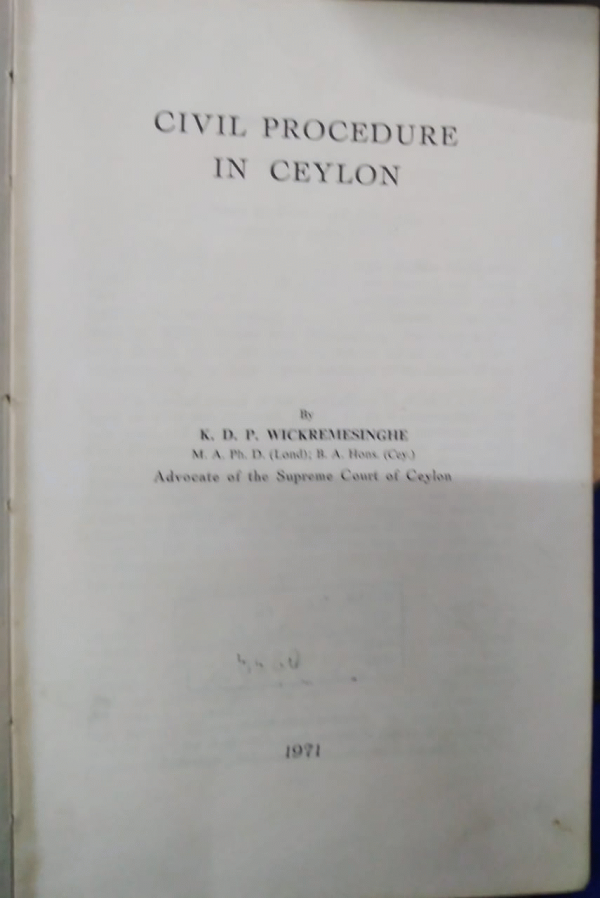 CIVIL PROCEDURE
IN CEYLON
By
K. D. P. WICKREMESINGHE
M. A. Ph. D. (Lond); B. A. Hons. (Cey.)
Advocate of the Supreme Court of Ceylon
1971